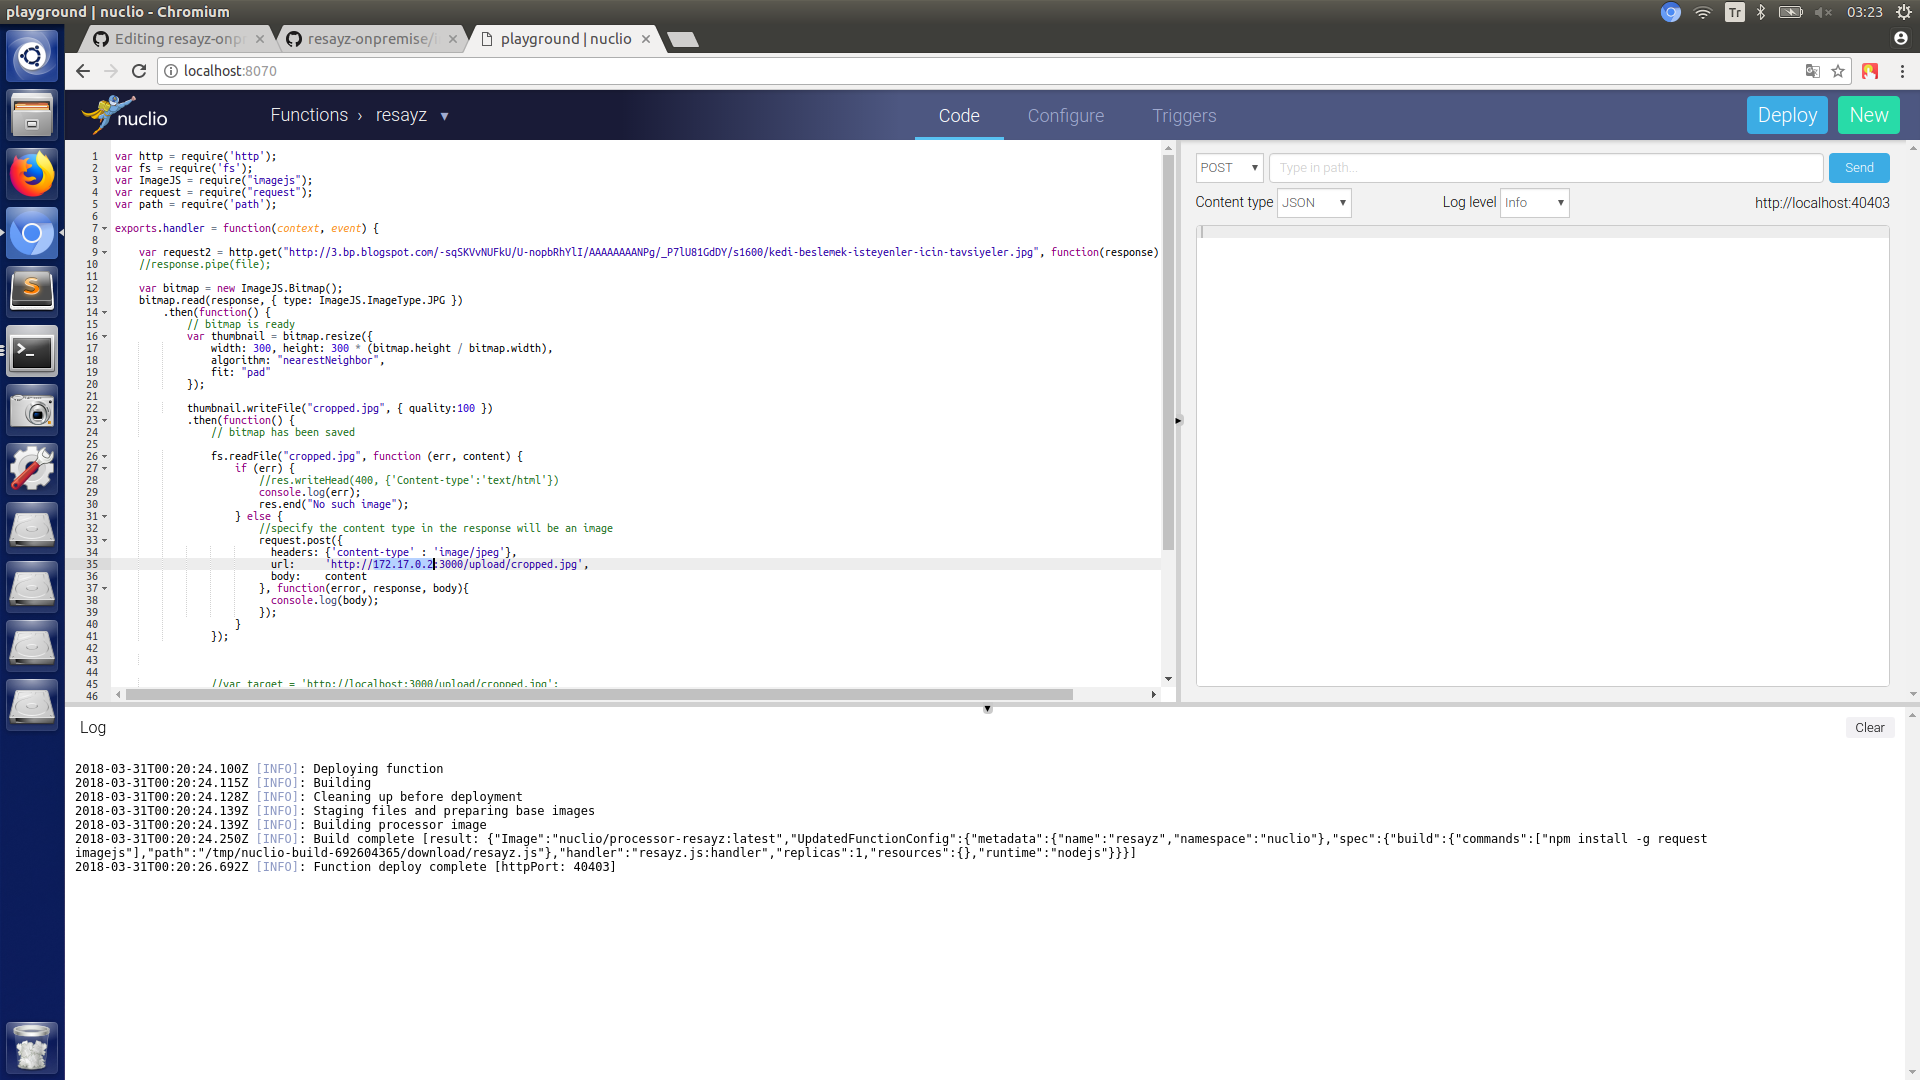 playground | nuclio - Chromium
Tr
03:23
Editing resayz-onpr
resayz-onpremise/i
playground | nuclio
localhost:8070
nuclio
Functions › resayz
Code
Configure
Triggers
Deploy
New
1 var http = require('http');
2 var fs = require('fs');
3 var ImageJS = require("imagejs");
4 var request = require("request");
5 var path = require('path');
6
7 exports.handler = function(context, event) {
8
9 var request2 = http.get("http://3.bp.blogspot.com/-sqSKVvNUFkU/U-nopbRhYlI/AAAAAAAANPg/_P7lU81GdDY/s1600/kedi-beslemek-isteyenler-icin-tavsiyeler.jpg", function(response)
10 //response.pipe(file);
11
12 var bitmap = new ImageJS.Bitmap();
13 bitmap.read(response, { type: ImageJS.ImageType.JPG })
14 .then(function() {
15 // bitmap is ready
16 var thumbnail = bitmap.resize({
17 width: 300, height: 300 * (bitmap.height / bitmap.width),
18 algorithm: "nearestNeighbor",
19 fit: "pad"
20 });
21
22 thumbnail.writeFile("cropped.jpg", { quality:100 })
23 .then(function() {
24 // bitmap has been saved
25
26 fs.readFile("cropped.jpg", function (err, content) {
27 if (err) {
28 //res.writeHead(400, {'Content-type':'text/html'})
29 console.log(err);
30 res.end("No such image");
31 } else {
32 //specify the content type in the response will be an image
33 request.post({
34 headers: {'content-type' : 'image/jpeg'},
35 url: 'http://172.17.0.2:3000/upload/cropped.jpg',
36 body: content
37 }, function(error, response, body){
38 console.log(body);
39 });
40 }
41 });
42
43
44
45 //var target = 'http://localhost:3000/upload/cropped.jpg';
46
POST
Type in path...
Send
Content type JSON
Log level Info
http://localhost:40403
Log
Clear
2018-03-31T00:20:24.100Z [INFO]: Deploying function
2018-03-31T00:20:24.115Z [INFO]: Building
2018-03-31T00:20:24.128Z [INFO]: Cleaning up before deployment
2018-03-31T00:20:24.139Z [INFO]: Staging files and preparing base images
2018-03-31T00:20:24.139Z [INFO]: Building processor image
2018-03-31T00:20:24.250Z [INFO]: Build complete [result: {"Image":"nuclio/processor-resayz:latest","UpdatedFunctionConfig":{"metadata":{"name":"resayz","namespace":"nuclio"},"spec":{"build":{"commands":["npm install -g request
imagejs"],"path":"/tmp/nuclio-build-692604365/download/resayz.js"},"handler":"resayz.js:handler","replicas":1,"resources":{},"runtime":"nodejs"}}}]
2018-03-31T00:20:26.692Z [INFO]: Function deploy complete [httpPort: 40403]